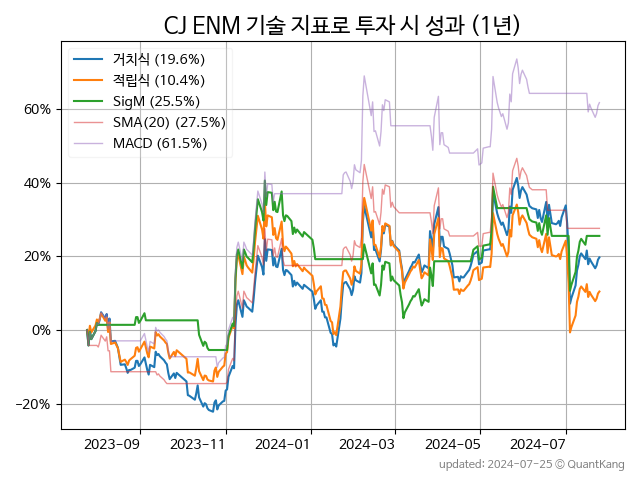 CJ ENM 기술 지표로 투자 시 성과 (1년)
거치식 (19.6%)
적립식 (10.4%)
SigM (25.5%)
SMA(20) (27.5%)
MACD (61.5%)
60%
40%
20%
0%
−20%
2023-09 2023-11 2024-01 2024-03 2024-05 2024-07
updated: 2024-07-25 © QuantKang